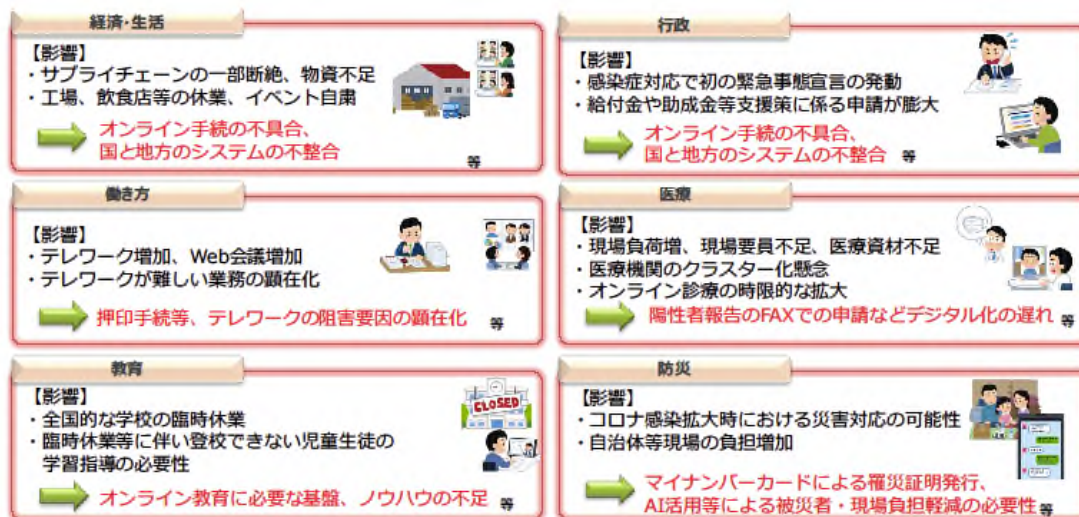 経済・生活
【影響】
・サプライチェーンの一部断絶、物資不足
・工場、飲食店等の休業、イベント自粛
オンライン手続の不具合、
国と地方のシステムの不整合
等
行政
【影響】
・感染症対応で初の緊急事態宣言の発動
・給付金や助成金等支援策に係る申請が膨大
オンライン手続の不具合、
国と地方のシステムの不整合 等
働き方
【影響】
・テレワーク増加、Web会議増加
・テレワークが難しい業務の顕在化
押印手続等、テレワークの阻害要因の顕在化 等
医療
【影響】
・現場負荷増、現場要員不足、医療資材不足
・医療機関のクラスター化懸念
・オンライン診療の時限的な拡大
陽性者報告のFAXでの申請などデジタル化の遅れ 等
教育
【影響】
・全国的な学校の臨時休業
・臨時休業等に伴い登校できない児童生徒の
学習指導の必要性
オンライン教育に必要な基盤、ノウハウの不足 等
CLOSED
防災
【影響】
・コロナ感染拡大時における災害対応の可能性
・自治体等現場の負担増加
マイナンバーカードによる罹災証明発行、
AI活用等による被災者・現場負担軽減の必要性 等